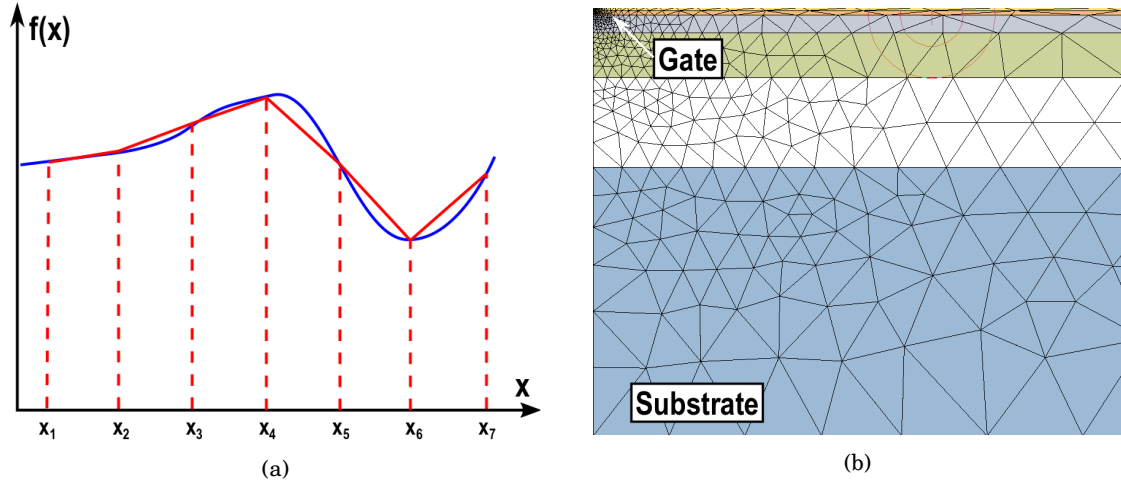 f(x)
x
x1 x2 x3 x4 x5 x6 x7
(a)
Gate
Substrate
(b)